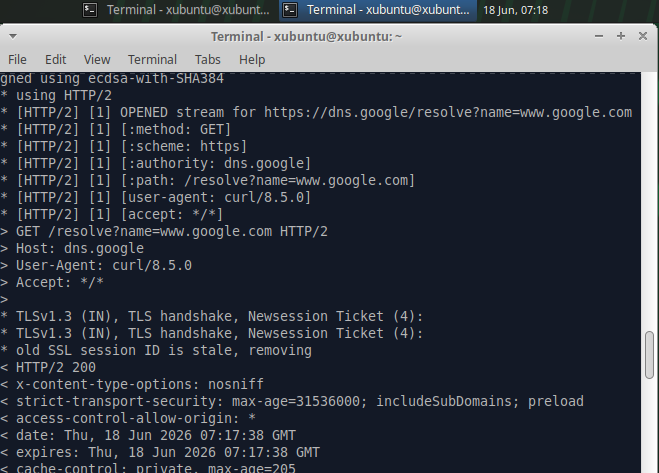 Terminal - xubuntu@xubunt... Terminal - xubuntu@xubunt... 18 Jun, 07:18
Terminal - xubuntu@xubuntu: ~
File Edit View Terminal Tabs Help
gned using ecdsa-with-SHA384
* using HTTP/2
* [HTTP/2] [1] OPENED stream for https://dns.google/resolve?name=www.google.com
* [HTTP/2] [1] [:method: GET]
* [HTTP/2] [1] [:scheme: https]
* [HTTP/2] [1] [:authority: dns.google]
* [HTTP/2] [1] [:path: /resolve?name=www.google.com]
* [HTTP/2] [1] [user-agent: curl/8.5.0]
* [HTTP/2] [1] [accept: */*]
> GET /resolve?name=www.google.com HTTP/2
> Host: dns.google
> User-Agent: curl/8.5.0
> Accept: */*
>
* TLSv1.3 (IN), TLS handshake, Newsession Ticket (4):
* TLSv1.3 (IN), TLS handshake, Newsession Ticket (4):
* old SSL session ID is stale, removing
< HTTP/2 200
< x-content-type-options: nosniff
< strict-transport-security: max-age=31536000; includeSubDomains; preload
< access-control-allow-origin: *
< date: Thu, 18 Jun 2026 07:17:38 GMT
< expires: Thu, 18 Jun 2026 07:17:38 GMT
< cache-control: private, max-age=205